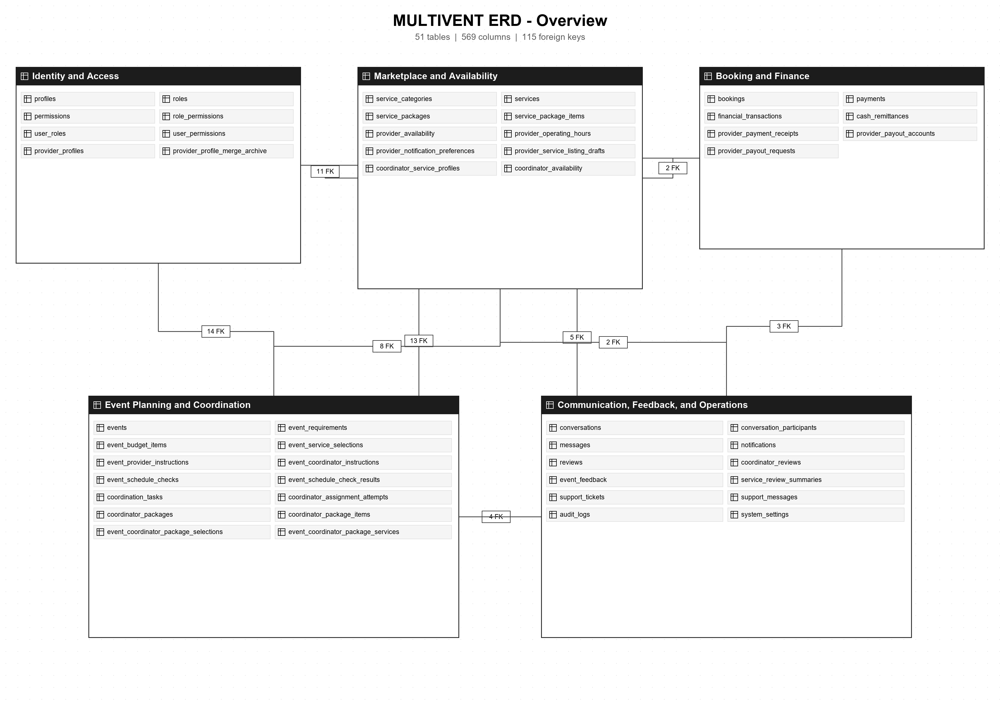 MULTIVENT ERD - Overview
51 tables | 569 columns | 115 foreign keys
Identity and Access
profiles
roles
permissions
role_permissions
user_roles
user_permissions
provider_profiles
provider_profile_merge_archive
Marketplace and Availability
service_categories
services
service_packages
service_package_items
provider_availability
provider_operating_hours
provider_notification_preferences
provider_service_listing_drafts
coordinator_service_profiles
coordinator_availability
Booking and Finance
bookings
payments
financial_transactions
cash_remittances
provider_payment_receipts
provider_payout_accounts
provider_payout_requests
11 FK
2 FK
14 FK
8 FK
13 FK
5 FK
2 FK
3 FK
Event Planning and Coordination
events
event_requirements
event_budget_items
event_service_selections
event_provider_instructions
event_coordinator_instructions
event_schedule_checks
event_schedule_check_results
coordination_tasks
coordinator_assignment_attempts
coordinator_packages
coordinator_package_items
event_coordinator_package_selections
event_coordinator_package_services
4 FK
Communication, Feedback, and Operations
conversations
conversation_participants
messages
notifications
reviews
coordinator_reviews
event_feedback
service_review_summaries
support_tickets
support_messages
audit_logs
system_settings